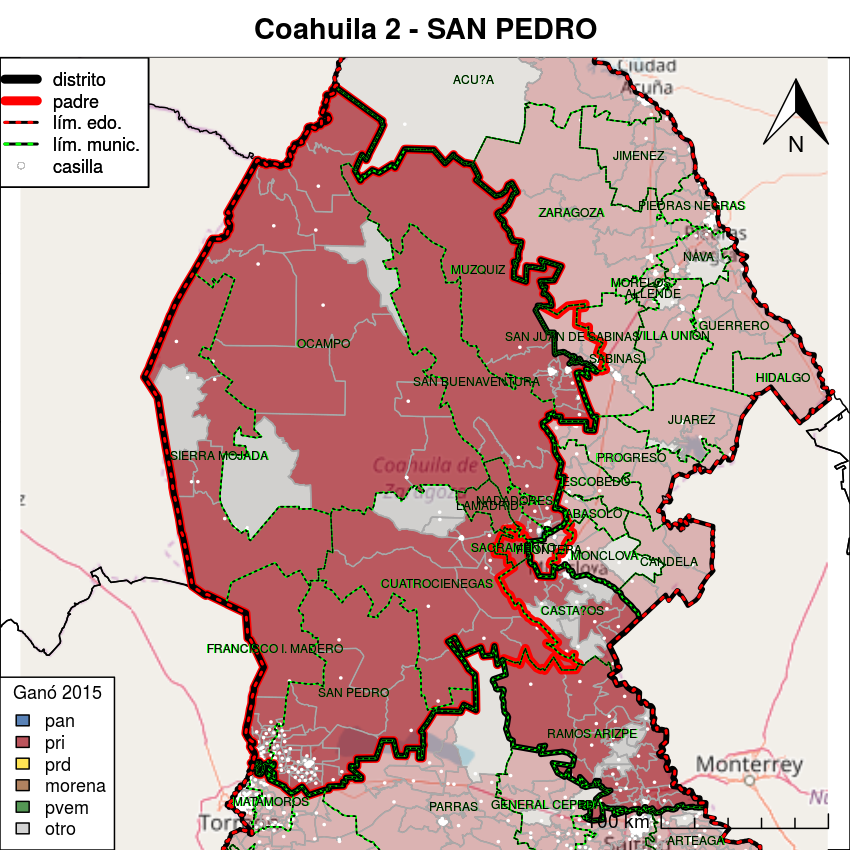 Coahuila 2 - SAN PEDRO
distrito
padre
lím. edo.
lím. munic.
casilla
ACU?A
Ciudad
Acuña
N
JIMENEZ
PIEDRAS NEGRAS
ZARAGOZA
Piedras
NAVA
MUZQUIZ
MORELOS
ALLENDE
GUERRERO
SAN JUAN DE SABINAS
VILLA UNION
OCAMPO
SABINAS
HIDALGO
SAN BUENAVENTURA
JUAREZ
SIERRA MOJADA
Coahuila de
Zaragoza
PROGRESO
ESCOBEDO
NADADORES
LAMADRID
ABASOLO
SACRAMENTO
FRONTERA
MONCLOVA
CANDELA
CUATROCIENEGAS
CASTA?OS
FRANCISCO I. MADERO
SAN PEDRO
Ganó 2015
pan
pri
prd
morena
pvem
otro
RAMOS ARIZPE
Monterrey
MATAMOROS
PARRAS
GENERAL CEPEDA
100 km
ARTEAGA